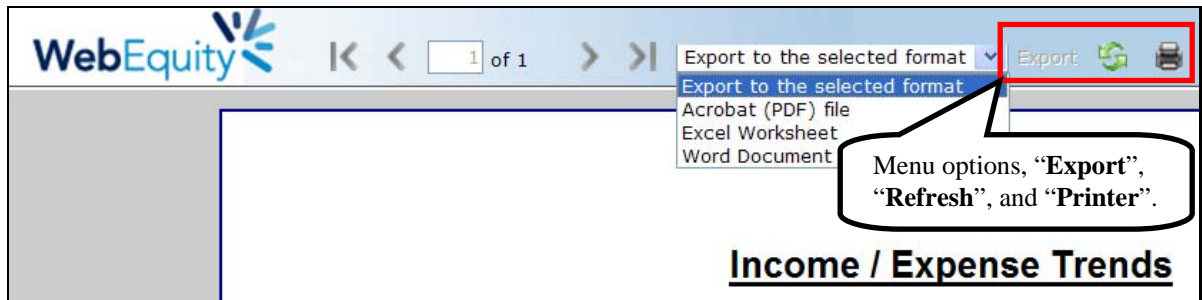 WebEquity
1 of 1
Export to the selected format
Export
Export to the selected format
Acrobat (PDF) file
Excel Worksheet
Word Document
Menu options, “Export”,
“Refresh”, and “Printer”.
Income / Expense Trends